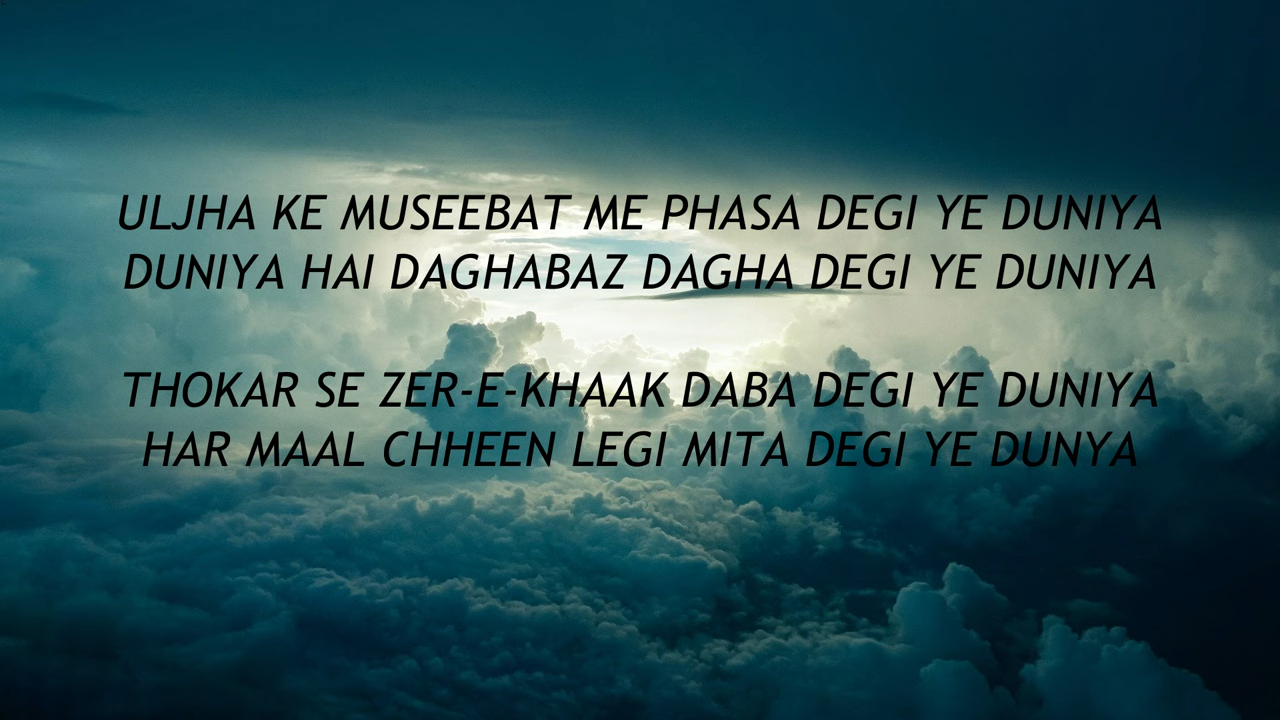 ULJHA KE MUSEEBAT ME PHASA DEGI YE DUNIYA
DUNIYA HAI DAGHABAZ DAGHA DEGI YE DUNIYA
THOKAR SE ZER-E-KHAAK DABA DEGI YE DUNIYA
HAR MAAL CHHEEN LEGI MITA DEGI YE DUNYA